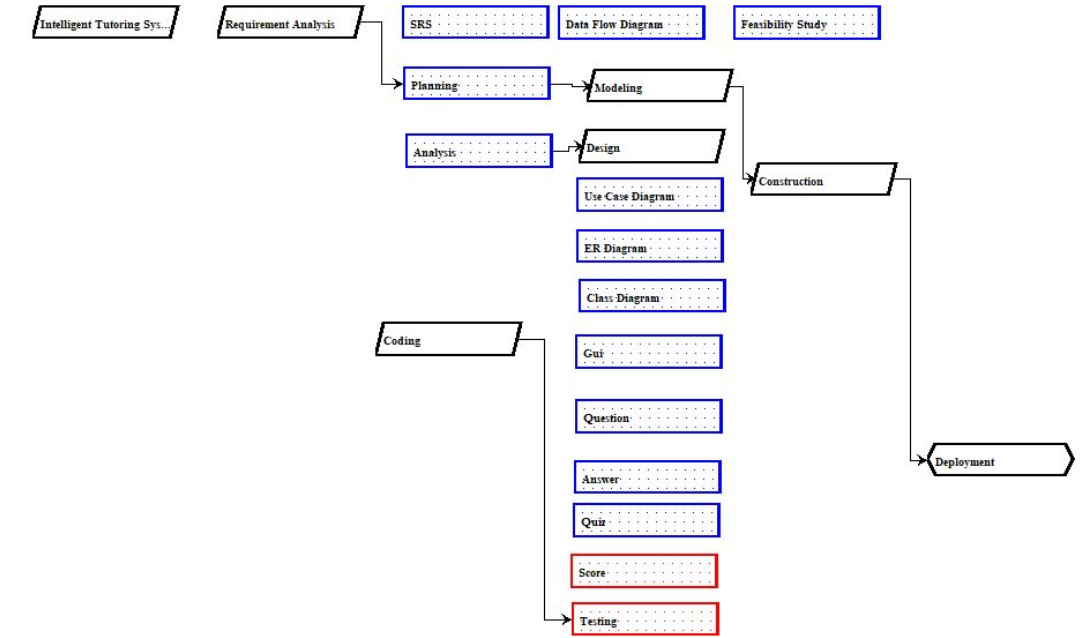 Intelligent Tutoring Sys...
Requirement Analysis
SRS
Data Flow Diagram
Feasibility Study
Planning
Modeling
Analysis
Design
Construction
Use Case Diagram
ER Diagram
Class Diagram
Coding
Gui
Question
Deployment
Answer
Quiz
Score
Testing